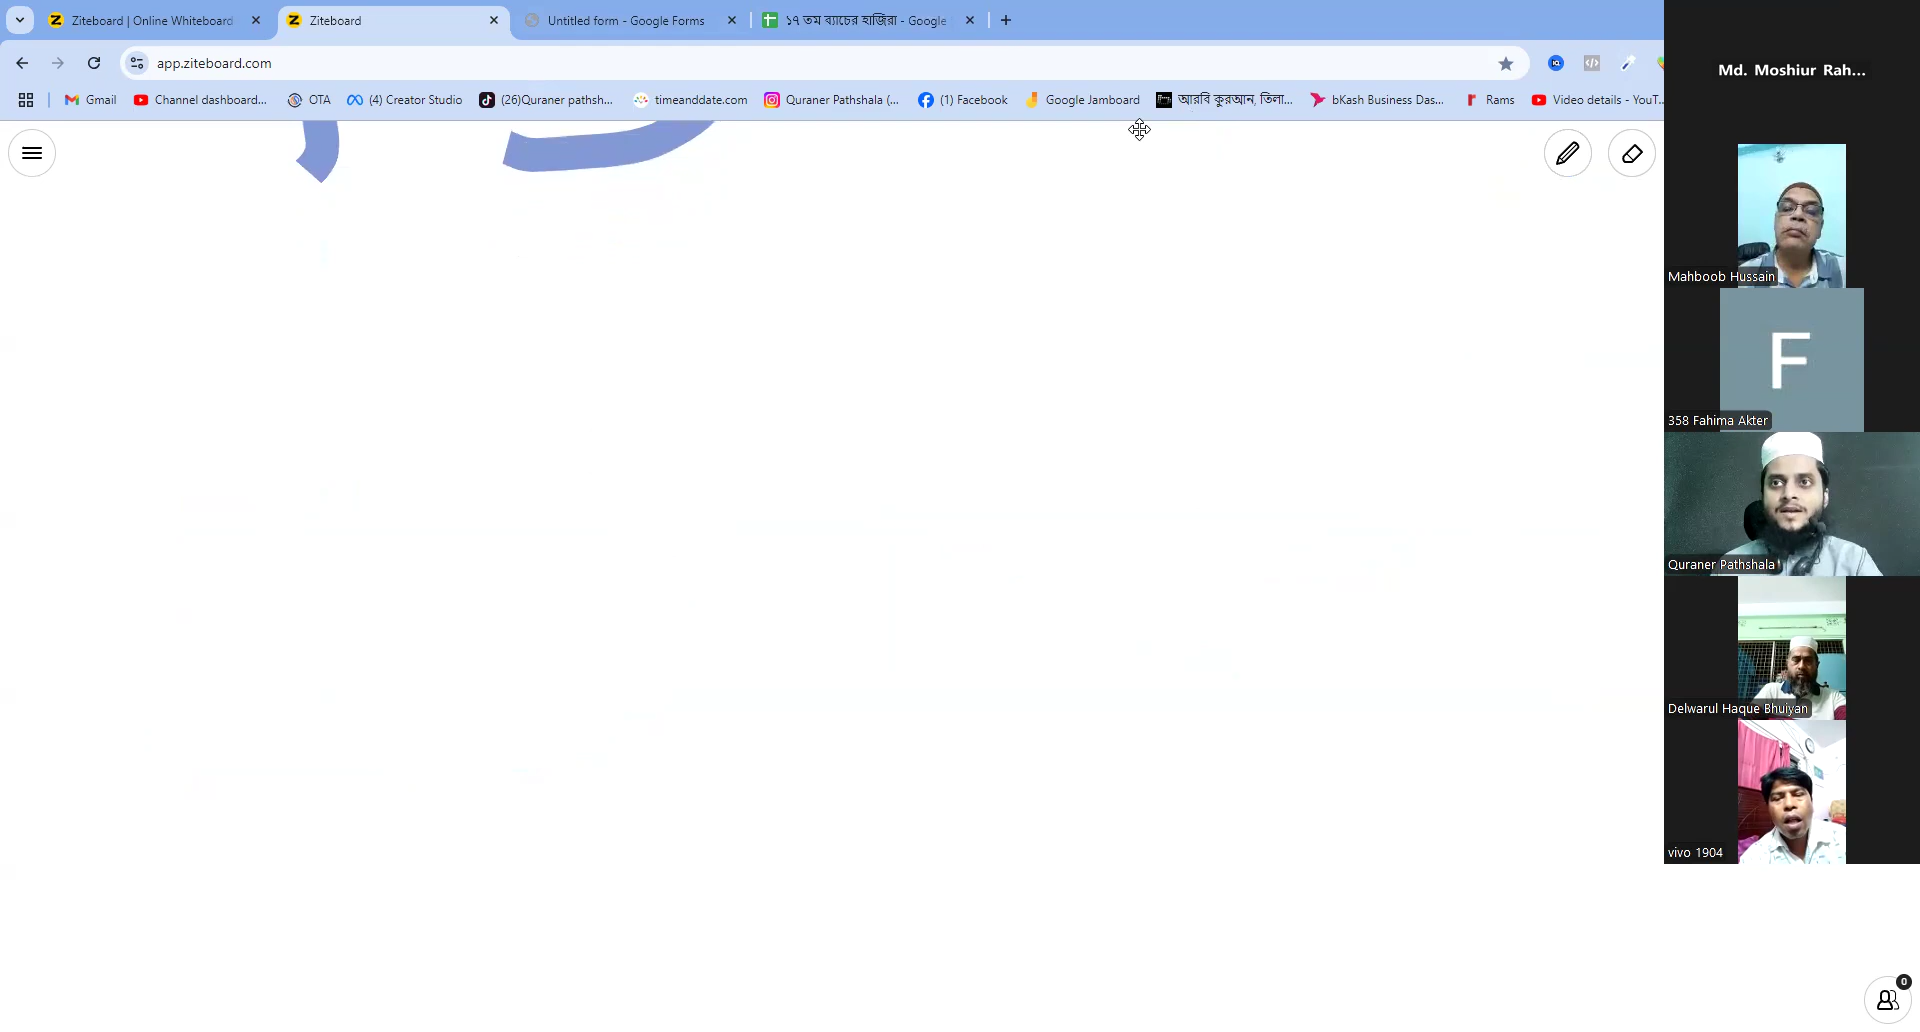 Ziteboard | Online Whiteboard
Ziteboard
Untitled form - Google Forms
১৭ তম ব্যাচের হাজিরা - Google
app.ziteboard.com
Gmail
Channel dashboard...
OTA
(4) Creator Studio
(26)Quraner pathsh...
timeanddate.com
Quraner Pathshala (...
(1) Facebook
Google Jamboard
আরবি কুরআন, তিলা...
bKash Business Das...
Rams
Video details - YouT...
Md. Moshiur Rah...
Mahboob Hussain
F
358 Fahima Akter
Quraner Pathshala
Delwarul Haque Bhuiyan
vivo 1904
0